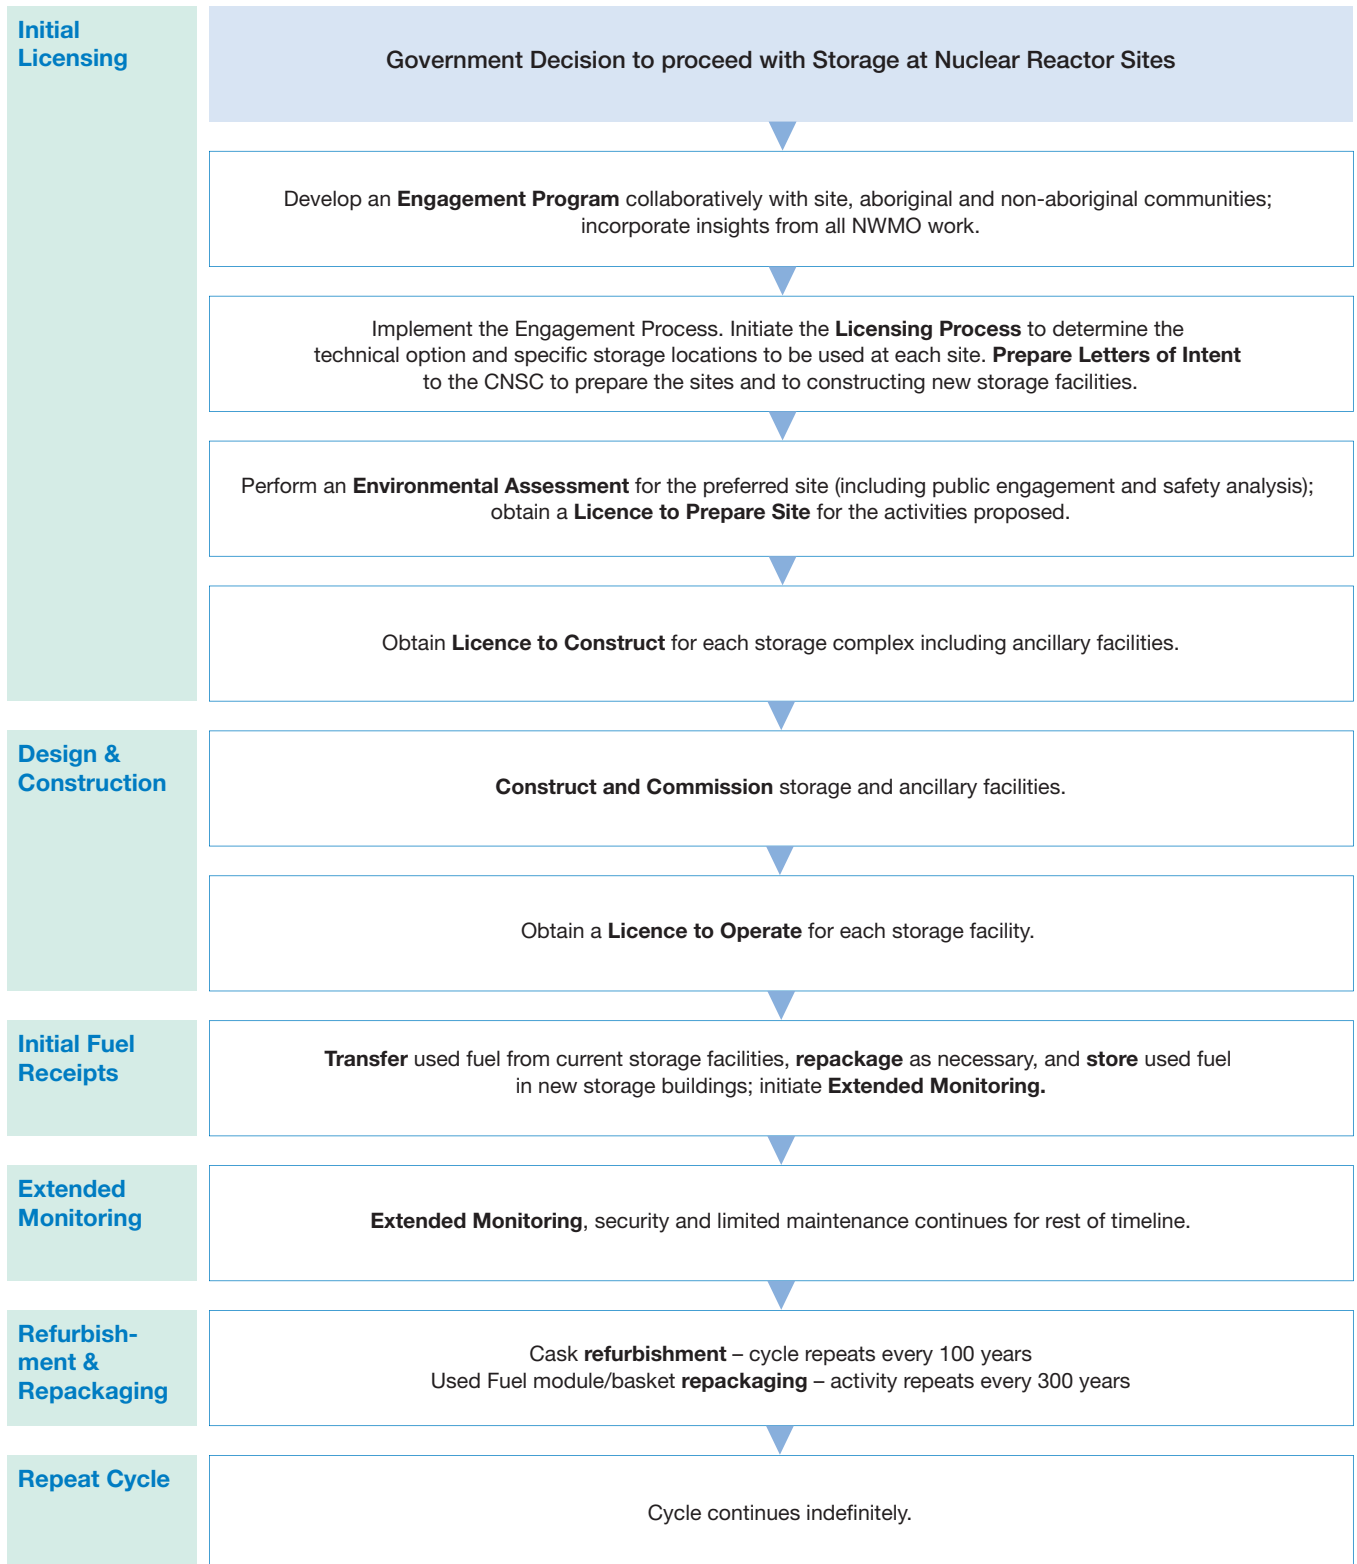 Initial
Licensing
Government Decision to proceed with Storage at Nuclear Reactor Sites
Develop an Engagement Program collaboratively with site, aboriginal and non-aboriginal communities;
incorporate insights from all NWMO work.
Implement the Engagement Process. Initiate the Licensing Process to determine the
technical option and specific storage locations to be used at each site. Prepare Letters of Intent
to the CNSC to prepare the sites and to constructing new storage facilities.
Perform an Environmental Assessment for the preferred site (including public engagement and safety analysis);
obtain a Licence to Prepare Site for the activities proposed.
Obtain Licence to Construct for each storage complex including ancillary facilities.
Design &
Construction
Construct and Commission storage and ancillary facilities.
Obtain a Licence to Operate for each storage facility.
Initial Fuel
Receipts
Transfer used fuel from current storage facilities, repackage as necessary, and store used fuel
in new storage buildings; initiate Extended Monitoring.
Extended
Monitoring
Extended Monitoring, security and limited maintenance continues for rest of timeline.
Refurbish-
ment &
Repackaging
Cask refurbishment – cycle repeats every 100 years
Used Fuel module/basket repackaging – activity repeats every 300 years
Repeat Cycle
Cycle continues indefinitely.